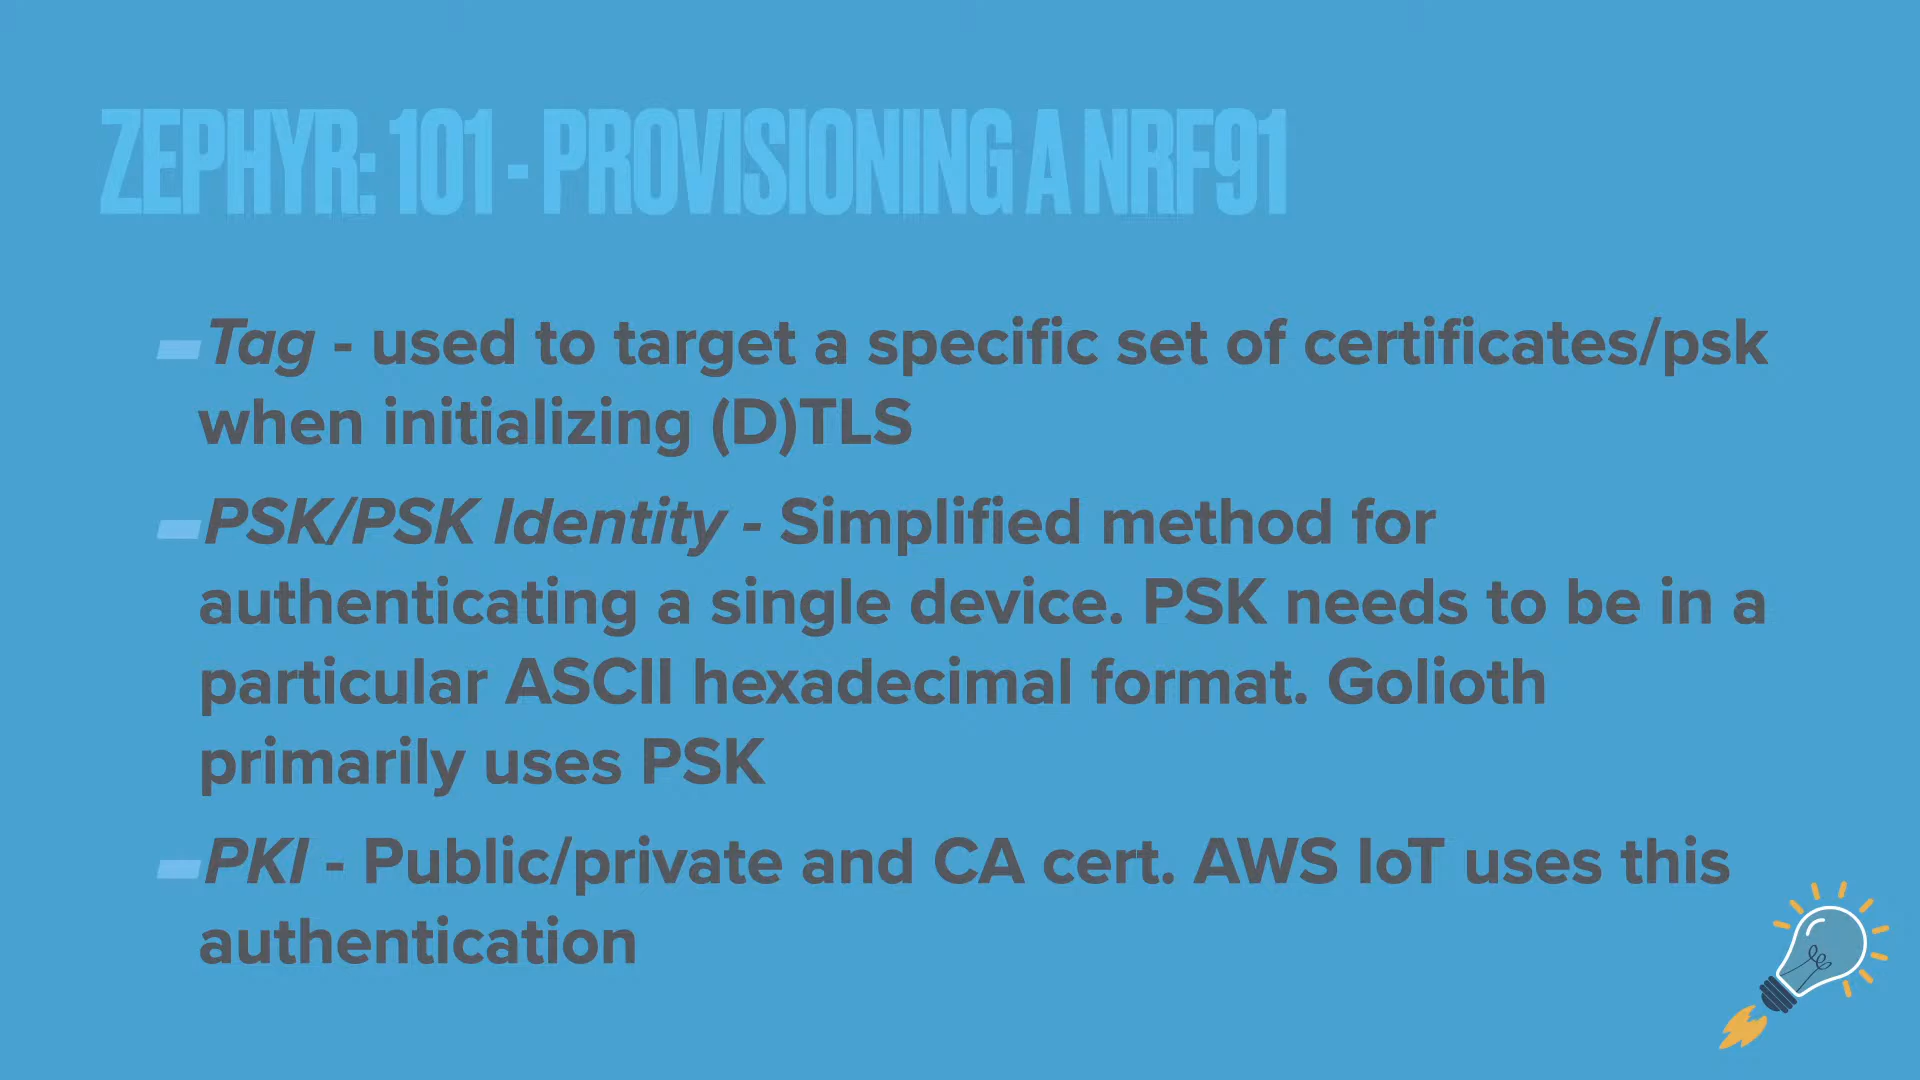 ZEPHYR: 101 - PROVISIONING A NRF91
Tag - used to target a specific set of certificates/psk
when initializing (D)TLS
PSK/PSK Identity - Simplified method for
authenticating a single device. PSK needs to be in a
particular ASCII hexadecimal format. Golioth
primarily uses PSK
PKI - Public/private and CA cert. AWS IoT uses this
authentication